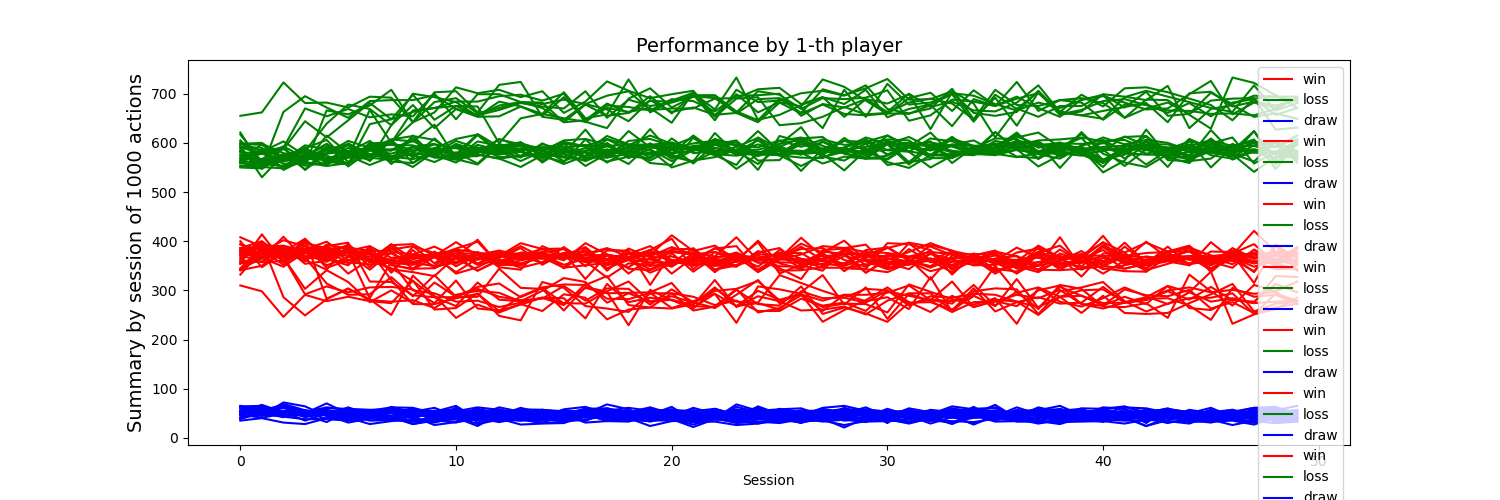 Performance by 1-th player
Summary by session of 1000 actions
700
600
500
400
300
200
100
0
0
10
20
30
40
50
Session
win
loss
draw
win
loss
draw
win
loss
draw
win
loss
draw
win
loss
draw
win
loss
draw
win
loss
draw